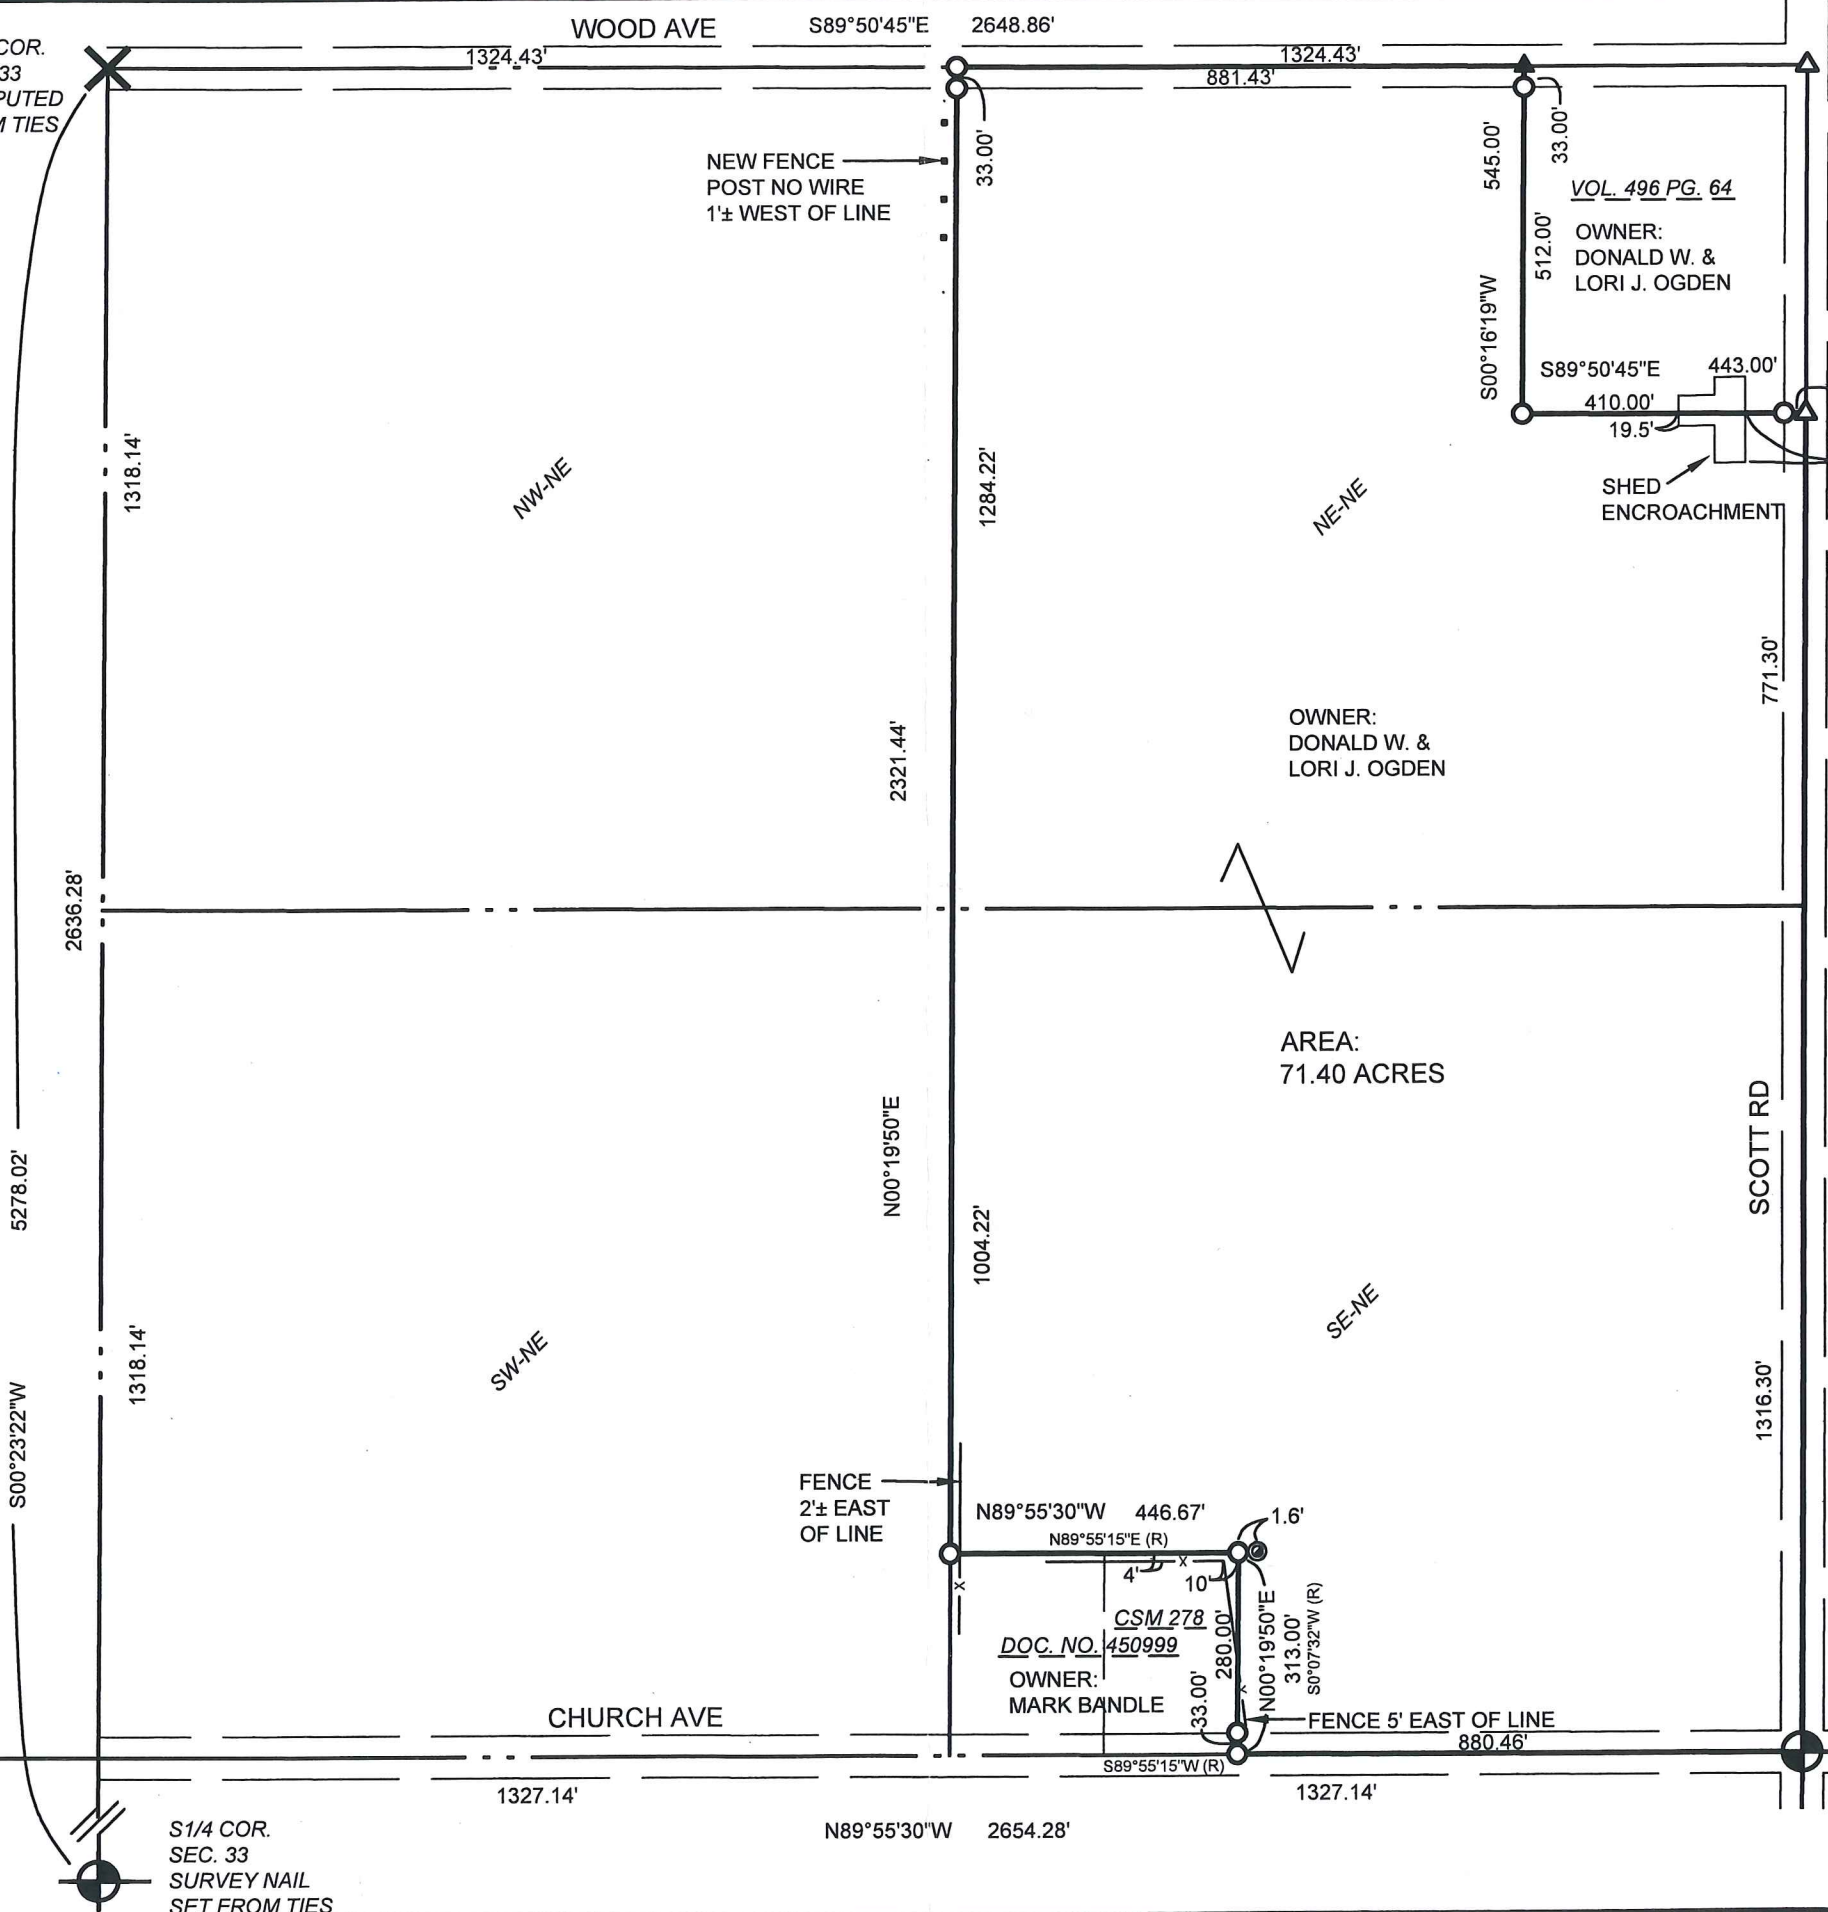 WOOD AVE
S89°50'45"E 2648.86'
COR.
33
PUTED
M TIES
1324.43'
1324.43'
881.43'
33.00'
33.00'
545.00'
512.00'
S00°16'19"W
NEW FENCE
POST NO WIRE
1'± WEST OF LINE
VOL. 496 PG. 64
OWNER:
DONALD W. &
LORI J. OGDEN
S89°50'45"E 443.00'
410.00'
19.5'
SHED
ENCROACHMENT
1318.14'
NW-NE
1284.22'
NE-NE
771.30'
2321.44'
OWNER:
DONALD W. &
LORI J. OGDEN
2636.28'
AREA:
71.40 ACRES
SCOTT RD
5278.02'
N00°19'50"E
1004.22'
S00°23'22"W
1318.14'
SW-NE
SE-NE
1316.30'
FENCE
2'± EAST
OF LINE
N89°55'30"W 446.67'
N89°55'15"E (R)
1.6'
4'
x
10'
x
CSM 278
DOC. NO. 450999
OWNER:
MARK BANDLE
280.00'
33.00'
x
N00°19'50"E
313.00'
S0°07'32"W (R)
CHURCH AVE
FENCE 5' EAST OF LINE
880.46'
S89°55'15"W (R)
1327.14'
1327.14'
N89°55'30"W 2654.28'
S1/4 COR.
SEC. 33
SURVEY NAIL
SET FROM TIES